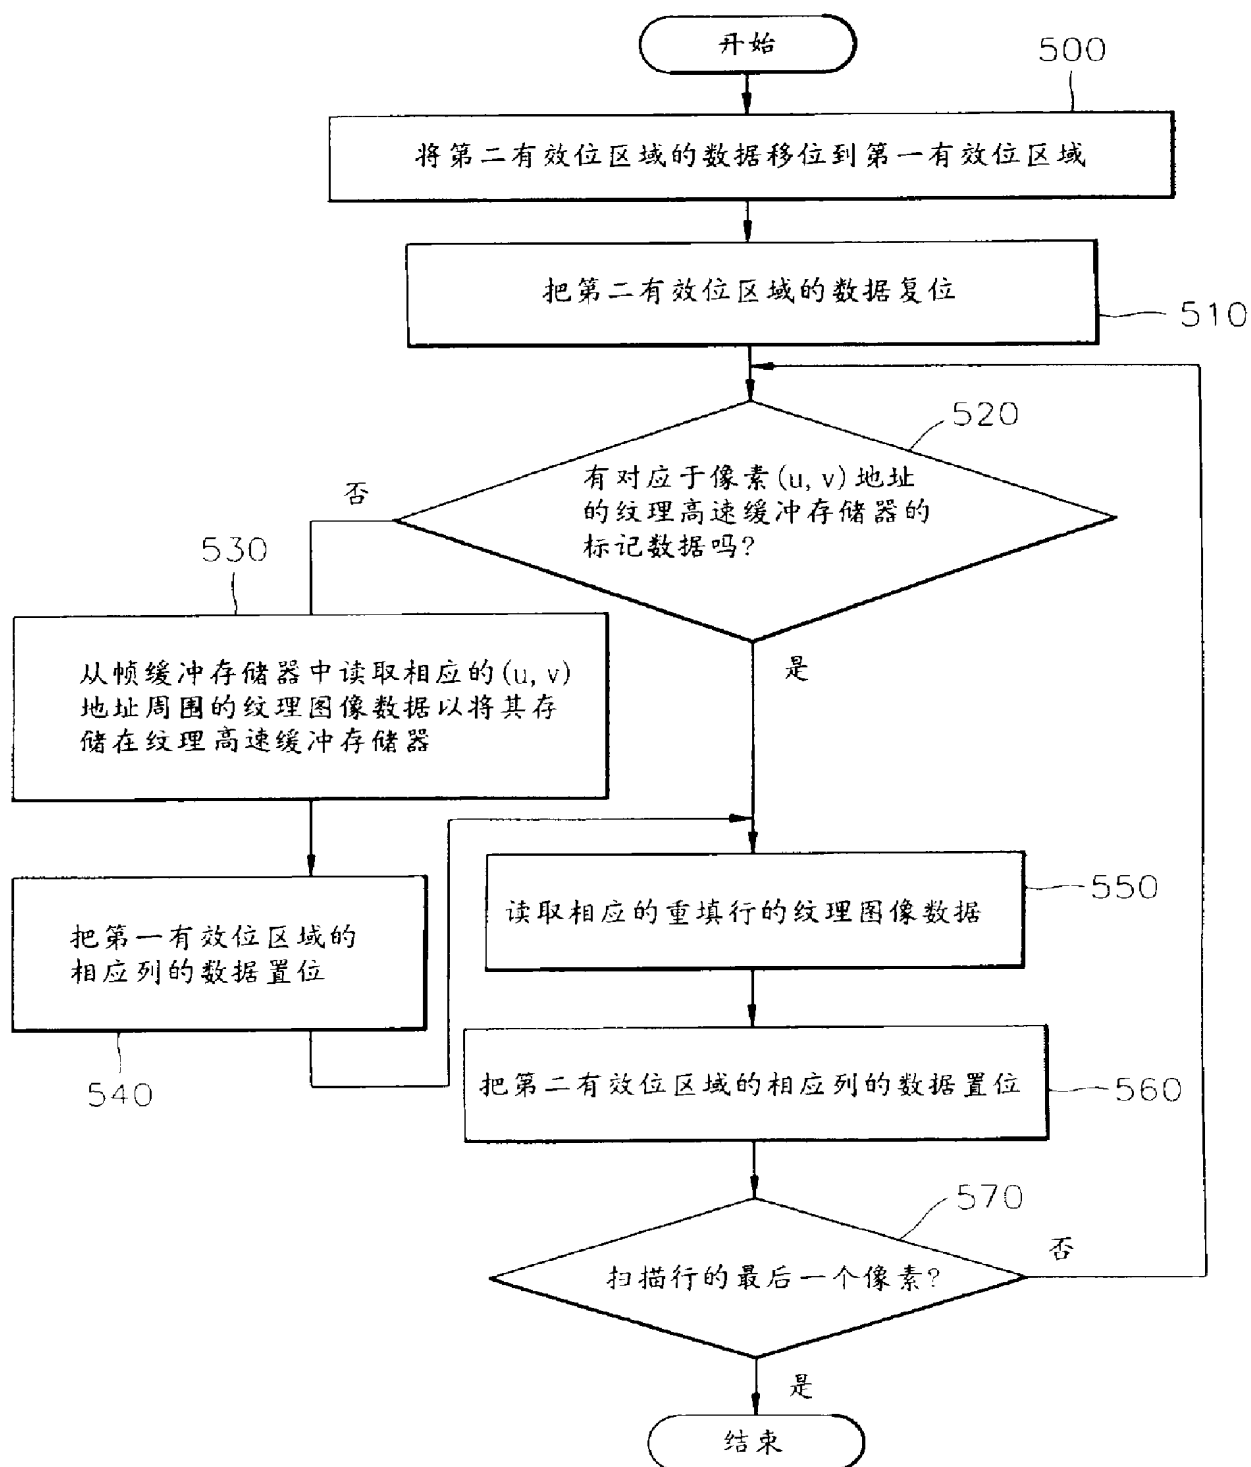 开始
500
将第二有效位区域的数据移位到第一有效位区域
把第二有效位区域的数据复位
510
520
有对应于像素(u,v)地址
的纹理高速缓冲存储器的
标记数据吗?
否
是
530
从帧缓冲存储器中读取相应的(u,v)
地址周围的纹理图像数据以将其存
储在纹理高速缓冲存储器
把第一有效位区域的
相应列的数据置位
540
读取相应的重填行的纹理图像数据
550
把第二有效位区域的相应列的数据置位
560
570
扫描行的最后一个像素?
否
是
结束